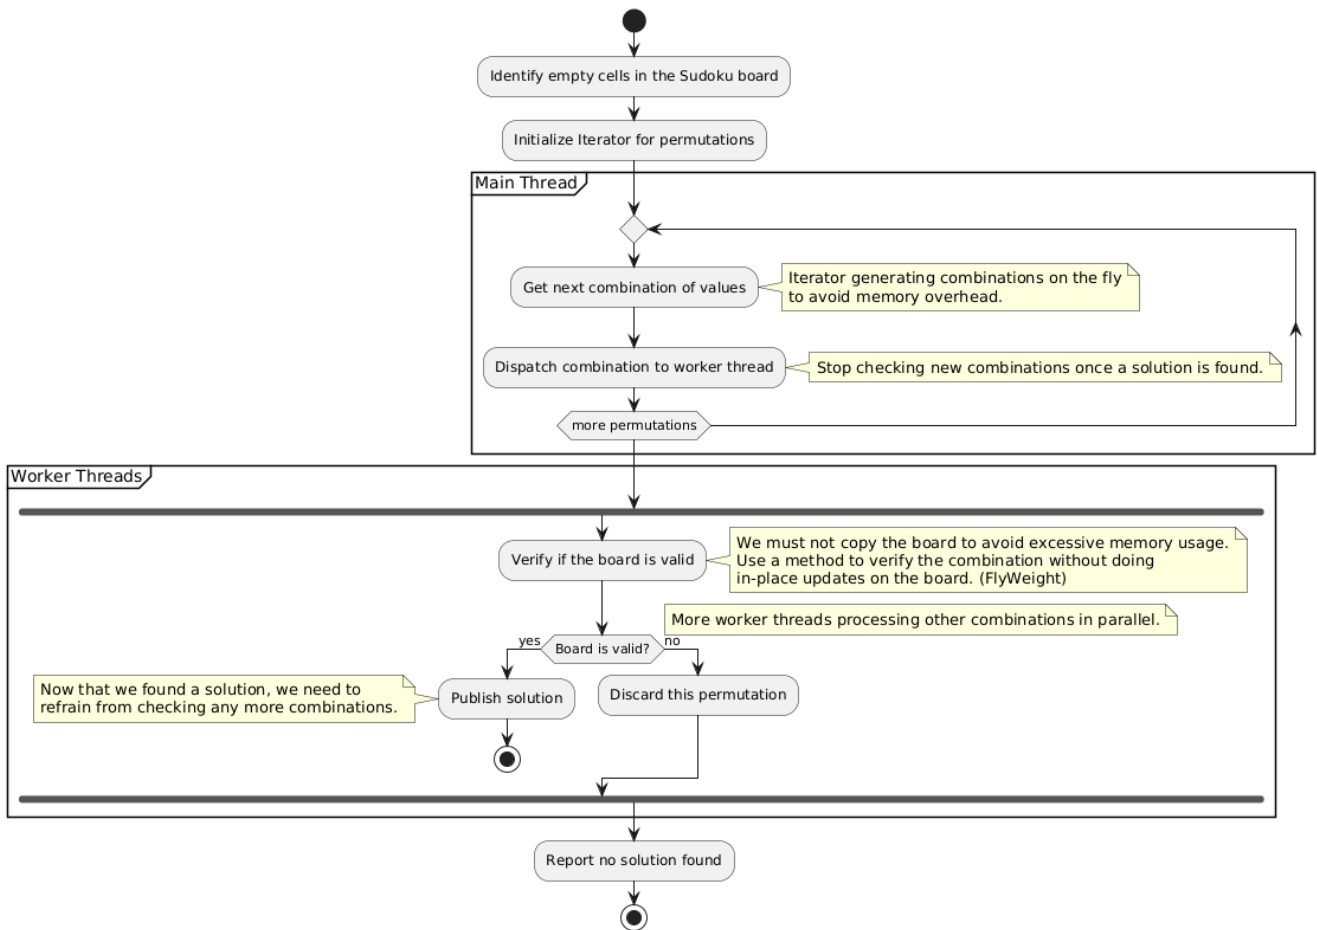 Identify empty cells in the Sudoku board
Initialize Iterator for permutations
Main Thread
Get next combination of values
Iterator generating combinations on the fly
to avoid memory overhead.
Dispatch combination to worker thread
Stop checking new combinations once a solution is found.
more permutations
Worker Threads
Verify if the board is valid
We must not copy the board to avoid excessive memory usage.
Use a method to verify the combination without doing
in-place updates on the board. (FlyWeight)
More worker threads processing other combinations in parallel.
yes
Board is valid?
no
Now that we found a solution, we need to
refrain from checking any more combinations.
Publish solution
Discard this permutation
Report no solution found